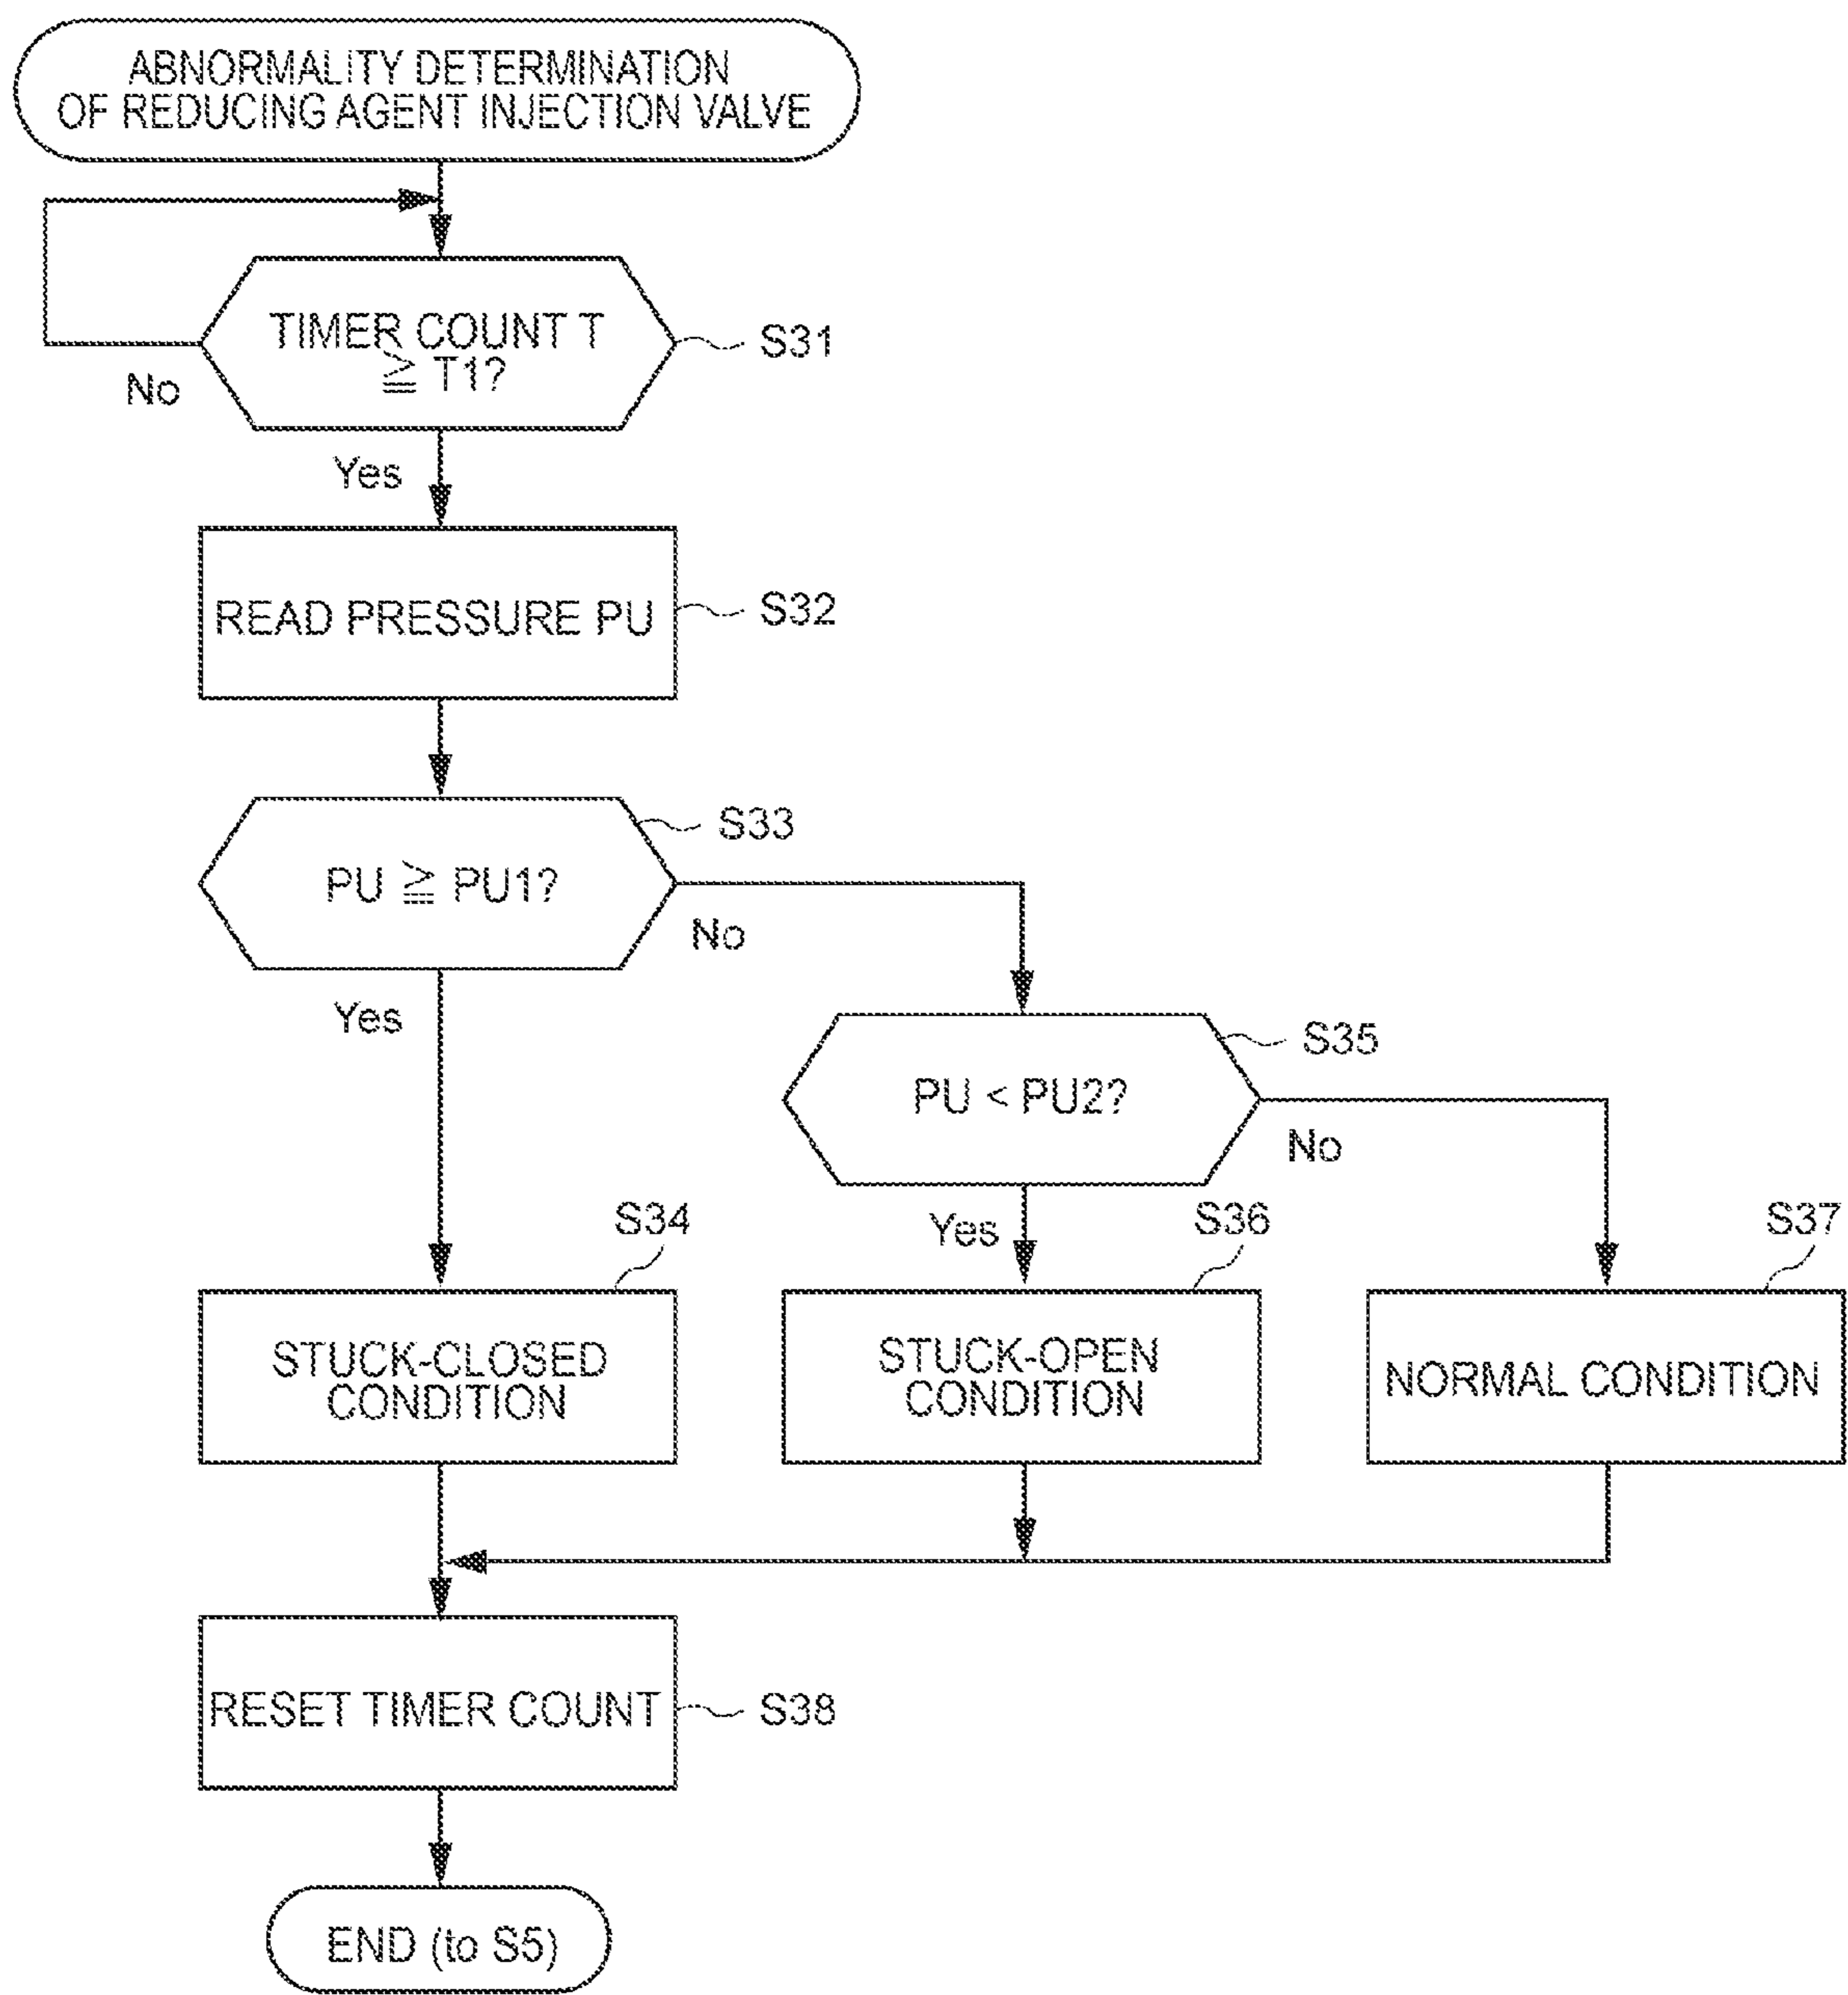 ABNORMALITY DETERMINATION
OF REDUCING AGENT INJECTION VALVE
TIMER COUNT T
≧ T1?
S31
No
Yes
READ PRESSURE PU
S32
PU ≧ PU1?
S33
No
Yes
PU < PU2?
S35
No
Yes
S34
S36
S37
STUCK-CLOSED
CONDITION
STUCK-OPEN
CONDITION
NORMAL CONDITION
RESET TIMER COUNT
S38
END (to S5)